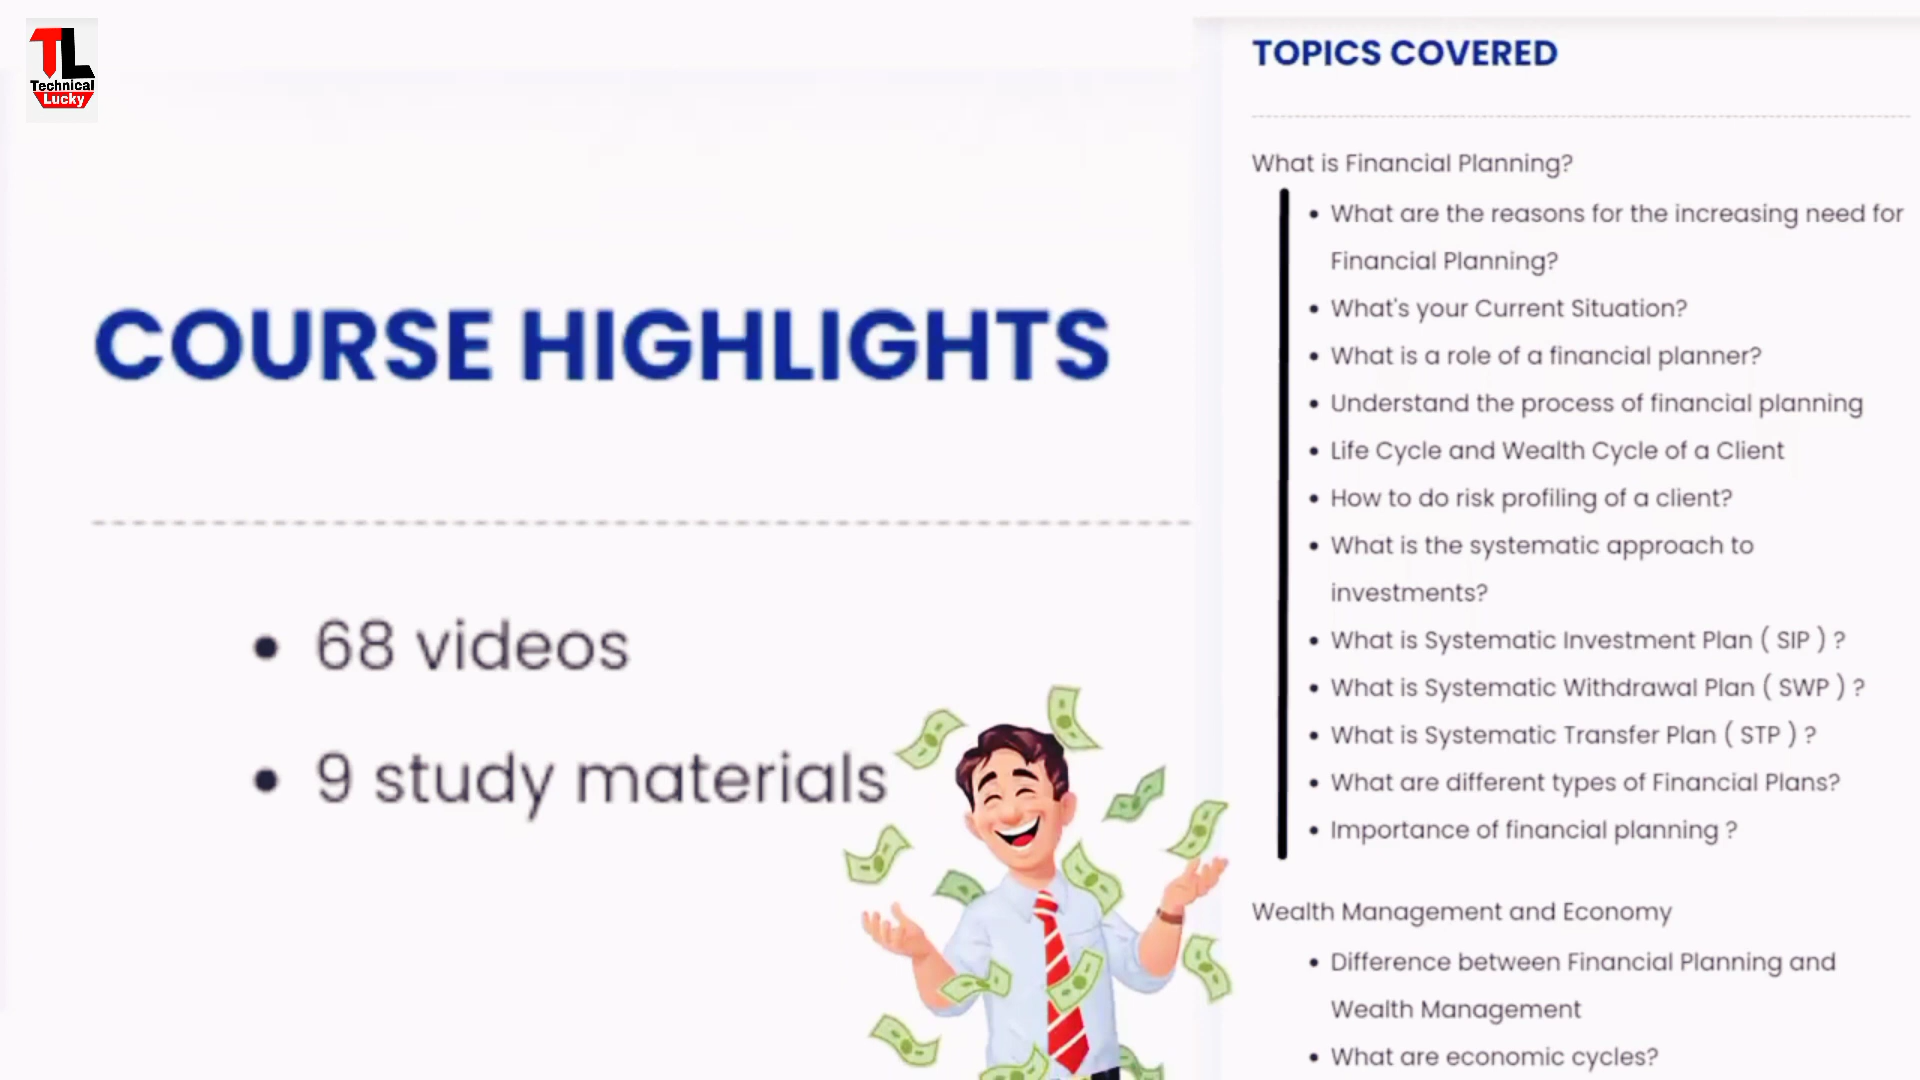 TL
Technical
Lucky
COURSE HIGHLIGHTS
68 videos
9 study materials
TOPICS COVERED
What is Financial Planning?
What are the reasons for the increasing need for
Financial Planning?
What's your Current Situation?
What is a role of a financial planner?
Understand the process of financial planning
Life Cycle and Wealth Cycle of a Client
How to do risk profiling of a client?
What is the systematic approach to
investments?
What is Systematic Investment Plan ( SIP ) ?
What is Systematic Withdrawal Plan ( SWP ) ?
What is Systematic Transfer Plan ( STP ) ?
What are different types of Financial Plans?
Importance of financial planning ?
Wealth Management and Economy
Difference between Financial Planning and
Wealth Management
What are economic cycles?